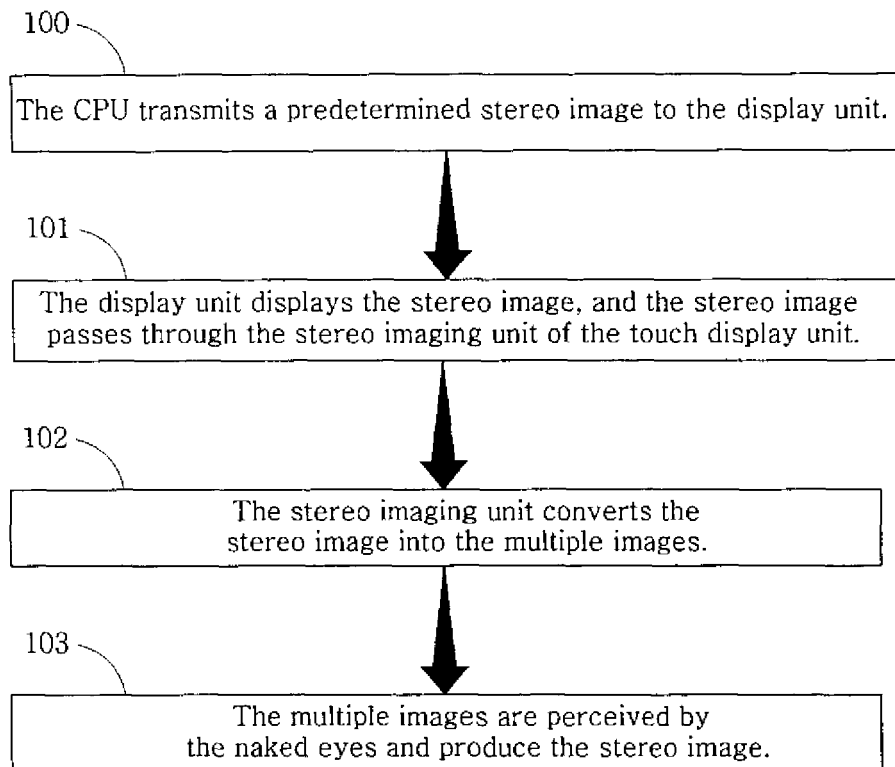 100
The CPU transmits a predetermined stereo image to the display unit.
101
The display unit displays the stereo image, and the stereo image
passes through the stereo imaging unit of the touch display unit.
102
The stereo imaging unit converts the
stereo image into the multiple images.
103
The multiple images are perceived by
the naked eyes and produce the stereo image.